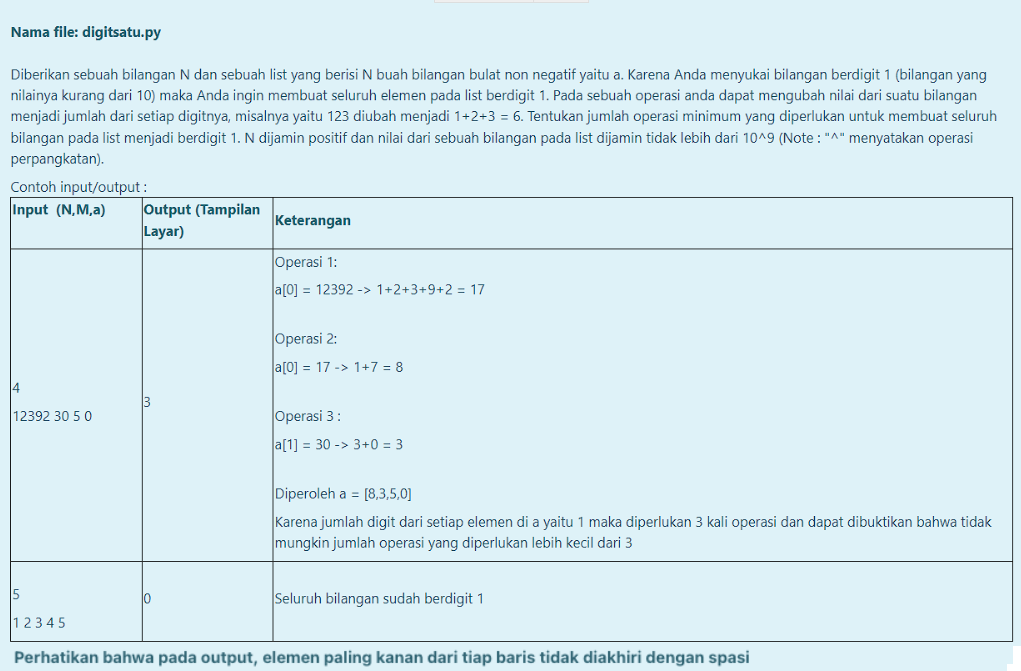 Nama file: digitsatu.py
Diberikan sebuah bilangan N dan sebuah list yang berisi N buah bilangan bulat non negatif yaitu a. Karena Anda menyukai bilangan berdigit 1 (bilangan yang
nilainya kurang dari 10) maka Anda ingin membuat seluruh elemen pada list berdigit 1. Pada sebuah operasi anda dapat mengubah nilai dari suatu bilangan
menjadi jumlah dari setiap digitnya, misalnya yaitu 123 diubah menjadi 1+2+3 = 6. Tentukan jumlah operasi minimum yang diperlukan untuk membuat seluruh
bilangan pada list menjadi berdigit 1. N dijamin positif dan nilai dari sebuah bilangan pada list dijamin tidak lebih dari 10^9 (Note : "^" menyatakan operasi
perpangkatan).
Contoh input/output :
Input (N,M,a)
Output (Tampilan
Layar)
Keterangan
4
12392 30 5 0
3
Operasi 1:
a[0] = 12392 -> 1+2+3+9+2 = 17
Operasi 2:
a[0] = 17 -> 1+7 = 8
Operasi 3 :
a[1] = 30 -> 3+0 = 3
Diperoleh a = [8,3,5,0]
Karena jumlah digit dari setiap elemen di a yaitu 1 maka diperlukan 3 kali operasi dan dapat dibuktikan bahwa tidak
mungkin jumlah operasi yang diperlukan lebih kecil dari 3
5
1 2 3 4 5
0
Seluruh bilangan sudah berdigit 1
Perhatikan bahwa pada output, elemen paling kanan dari tiap baris tidak diakhiri dengan spasi